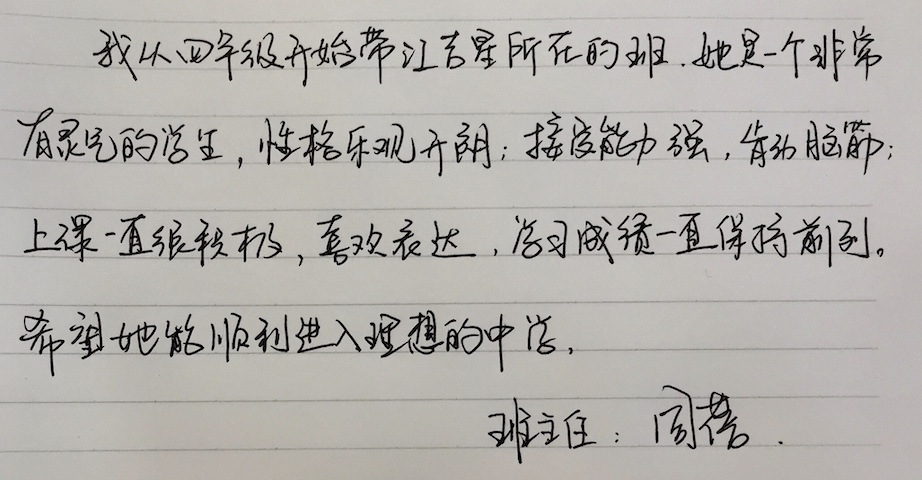 我从四年级开始带江吉星所在的班.她是一个非常
有灵气的学生，性格乐观开朗；接受能力强，肯动脑筋；
上课一直很积极，喜欢表达，学习成绩一直保持前列。
希望她能顺利进入理想的中学.
班主任：周蓓.